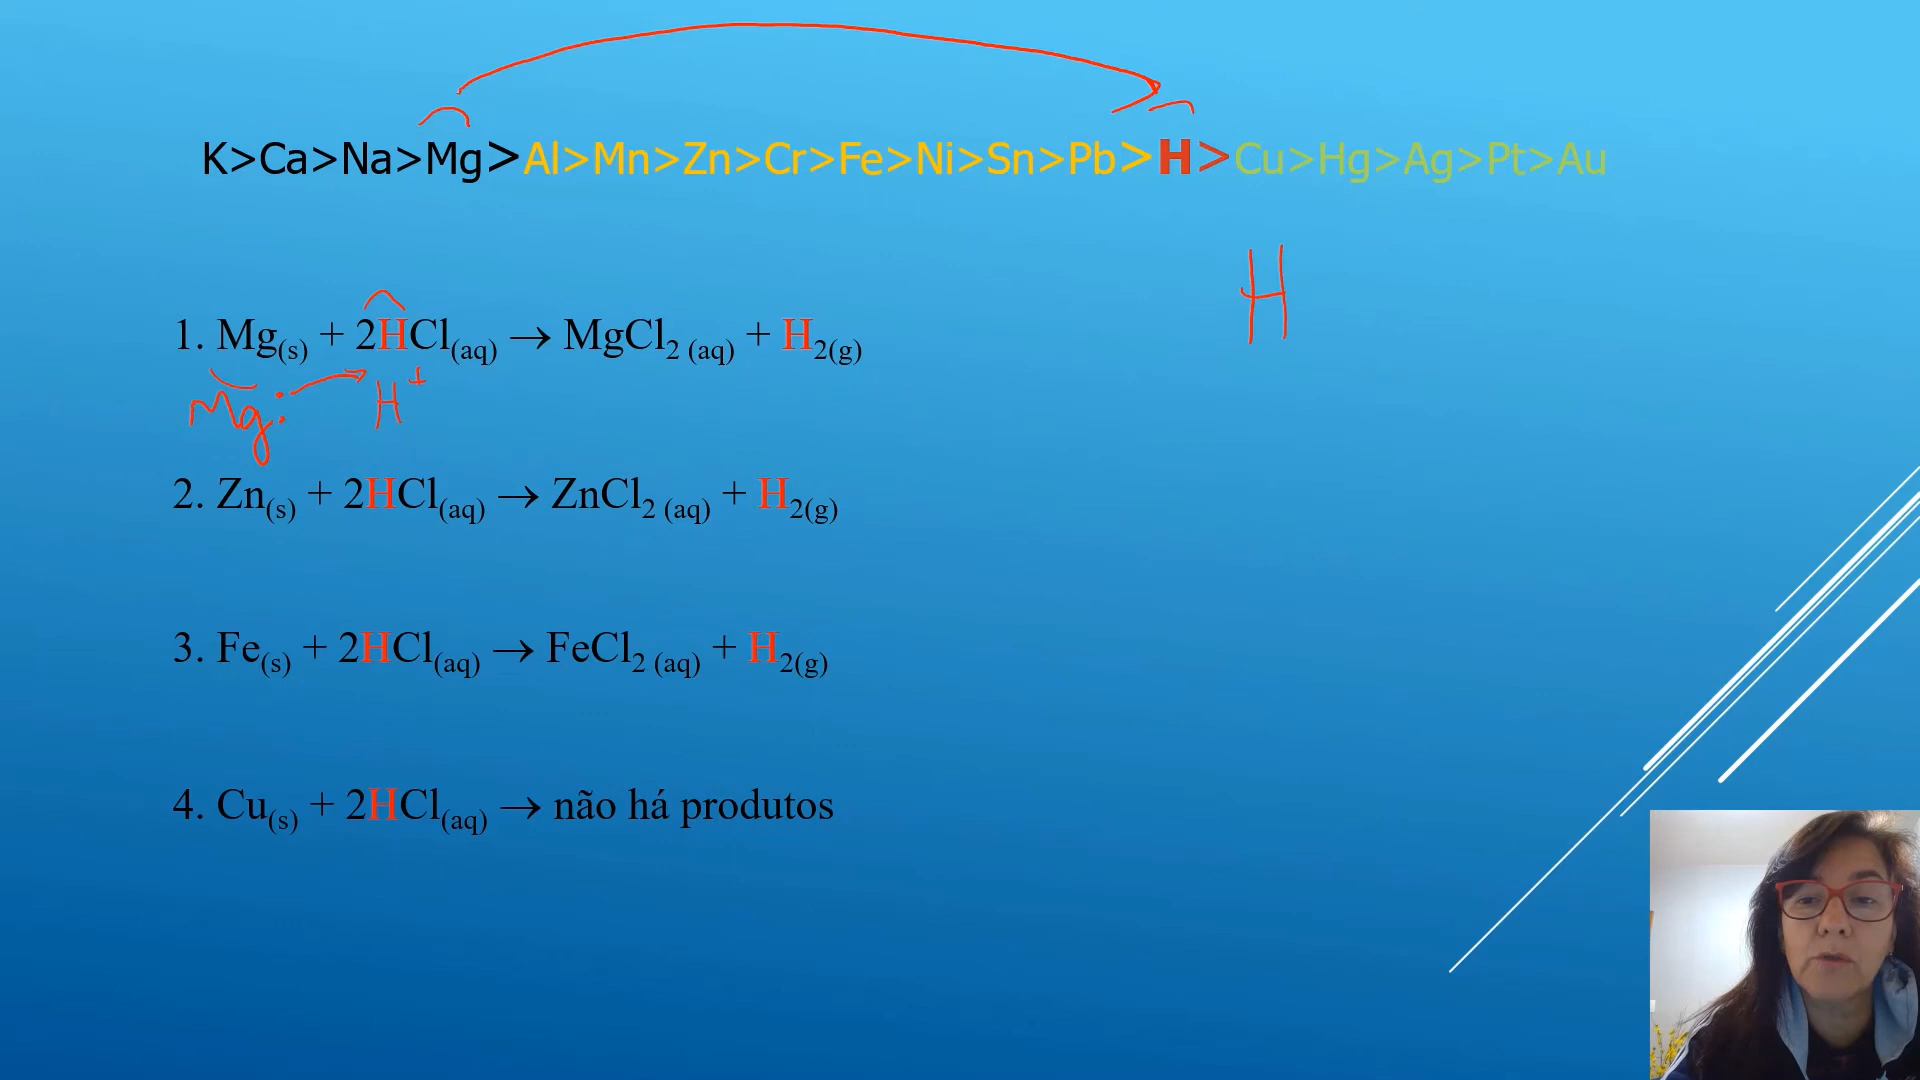 K>Ca>Na>Mg>Al>Mn>Zn>Cr>Fe>Ni>Sn>Pb>H>Cu>Hg>Ag>Pt>Au
H
1. Mg(s) + 2HCl(aq) → MgCl2 (aq) + H2(g)
Mg: H+
2. Zn(s) + 2HCl(aq) → ZnCl2 (aq) + H2(g)
3. Fe(s) + 2HCl(aq) → FeCl2 (aq) + H2(g)
4. Cu(s) + 2HCl(aq) → não há produtos